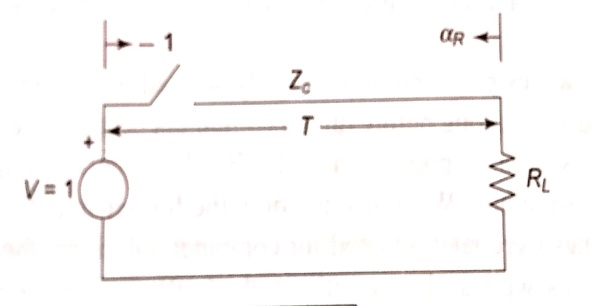 – 1
αR
Zc
T
+
V = 1
RL